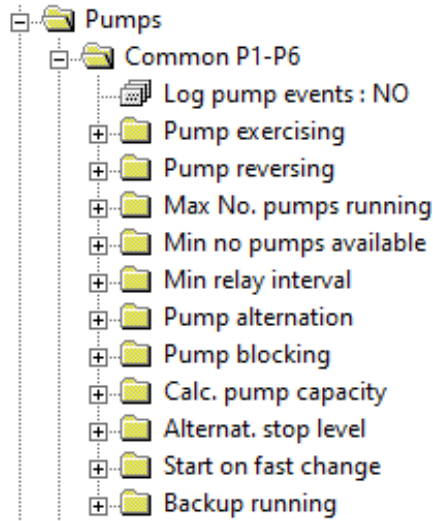 Pumps
Common P1-P6
Log pump events : NO
Pump exercising
Pump reversing
Max No. pumps running
Min no pumps available
Min relay interval
Pump alternation
Pump blocking
Calc. pump capacity
Alternat. stop level
Start on fast change
Backup running